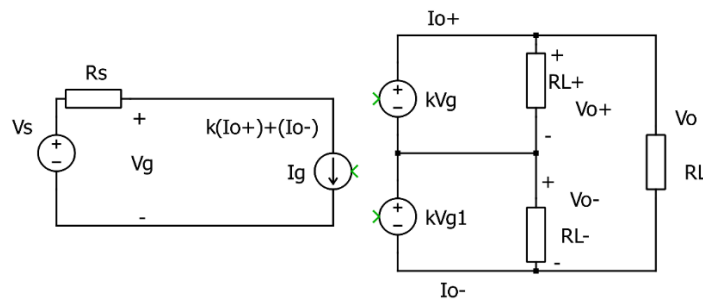 Io+
Rs
+
RL+
k(Io+)+(Io-)
+
-
kVg
Vo+
Vs
+
-
Vg
Ig
-
Vo
RL
+
Vo-
+
-
kVg1
RL-
-
-
Io-